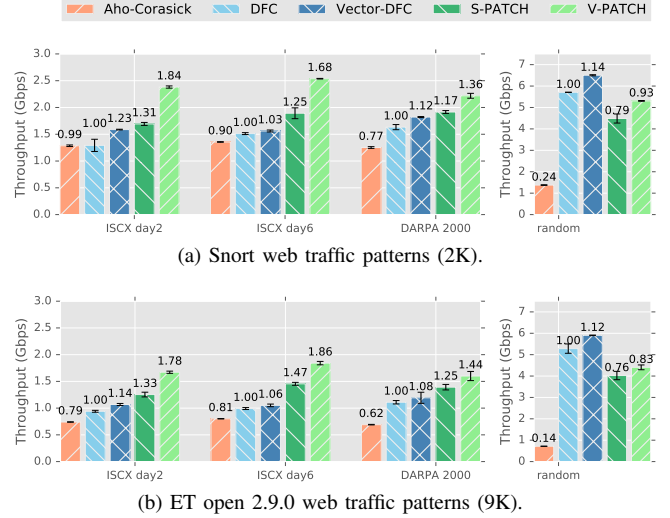 Aho-Corasick DFC Vector-DFC S-PATCH V-PATCH
Throughput (Gbps)
3.0
2.5
2.0
1.5
1.0
0.5
0.0
0.99 1.00 1.23 1.31 1.84
0.90 1.00 1.03 1.25 1.68
0.77 1.00 1.12 1.17 1.36
ISCX day2 ISCX day6 DARPA 2000
Throughput (Gbps)
7
6
5
4
3
2
1
0
0.24 1.00 1.14 0.79 0.93
random
(a) Snort web traffic patterns (2K).
Throughput (Gbps)
3.0
2.5
2.0
1.5
1.0
0.5
0.0
0.79 1.00 1.14 1.33 1.78
0.81 1.00 1.06 1.47 1.86
0.62 1.00 1.08 1.25 1.44
ISCX day2 ISCX day6 DARPA 2000
Throughput (Gbps)
7
6
5
4
3
2
1
0
0.14 1.00 1.12 0.76 0.83
random
(b) ET open 2.9.0 web traffic patterns (9K).